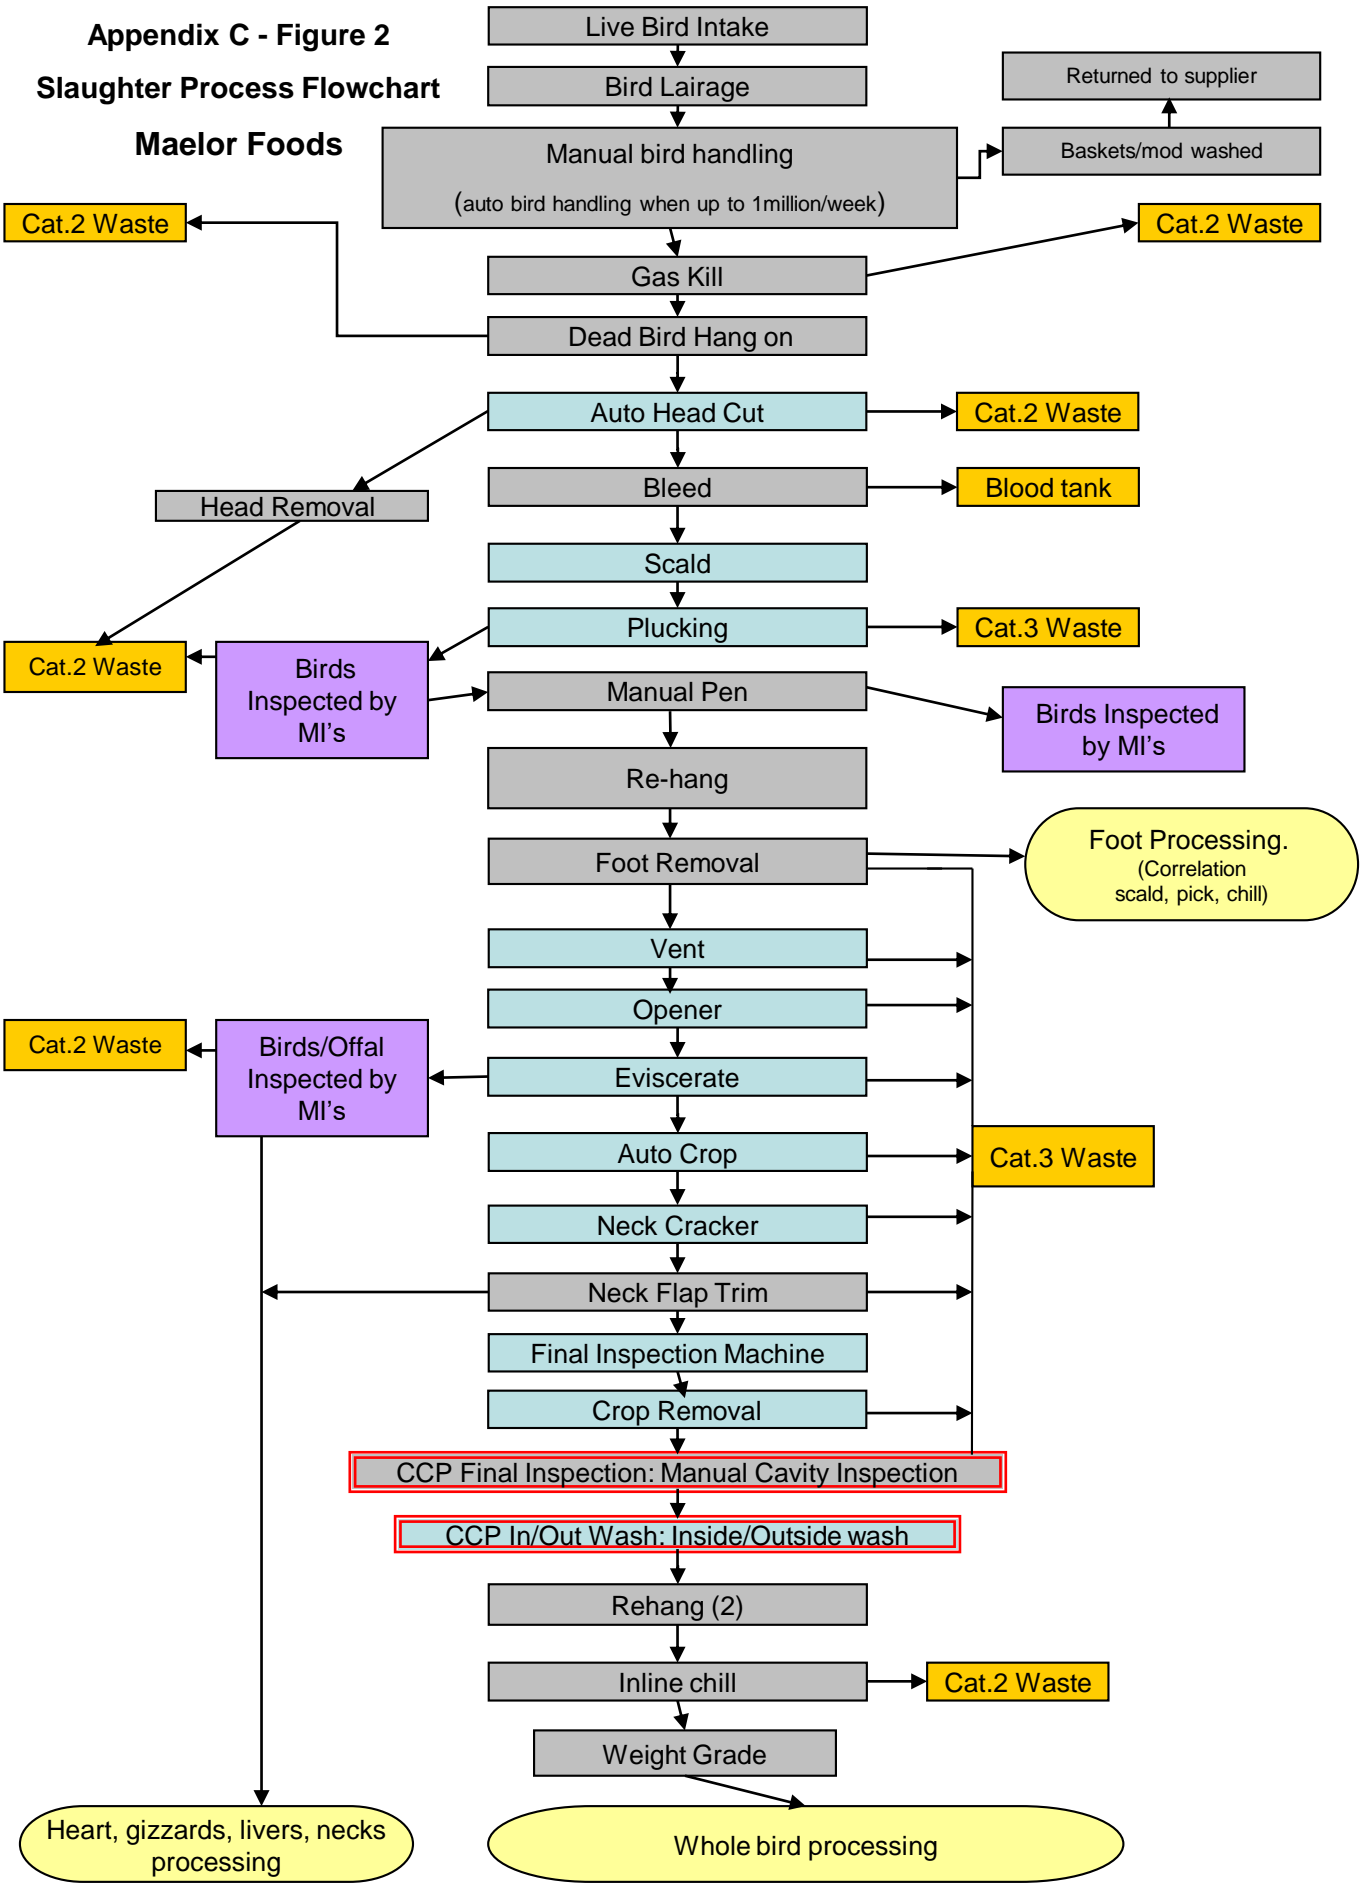 Appendix C - Figure 2
Slaughter Process Flowchart
Maelor Foods
Live Bird Intake
Bird Lairage
Returned to supplier
Manual bird handling
(auto bird handling when up to 1million/week)
Baskets/mod washed
Cat.2 Waste
Cat.2 Waste
Gas Kill
Dead Bird Hang on
Auto Head Cut
Cat.2 Waste
Bleed
Blood tank
Head Removal
Scald
Plucking
Cat.3 Waste
Cat.2 Waste
Birds
Inspected by
MI's
Manual Pen
Birds Inspected
by MI's
Re-hang
Foot Removal
Foot Processing.
(Correlation
scald, pick, chill)
Vent
Opener
Cat.2 Waste
Birds/Offal
Inspected by
MI's
Eviscerate
Auto Crop
Cat.3 Waste
Neck Cracker
Neck Flap Trim
Final Inspection Machine
Crop Removal
CCP Final Inspection: Manual Cavity Inspection
CCP In/Out Wash: Inside/Outside wash
Rehang (2)
Inline chill
Cat.2 Waste
Weight Grade
Heart, gizzards, livers, necks
processing
Whole bird processing